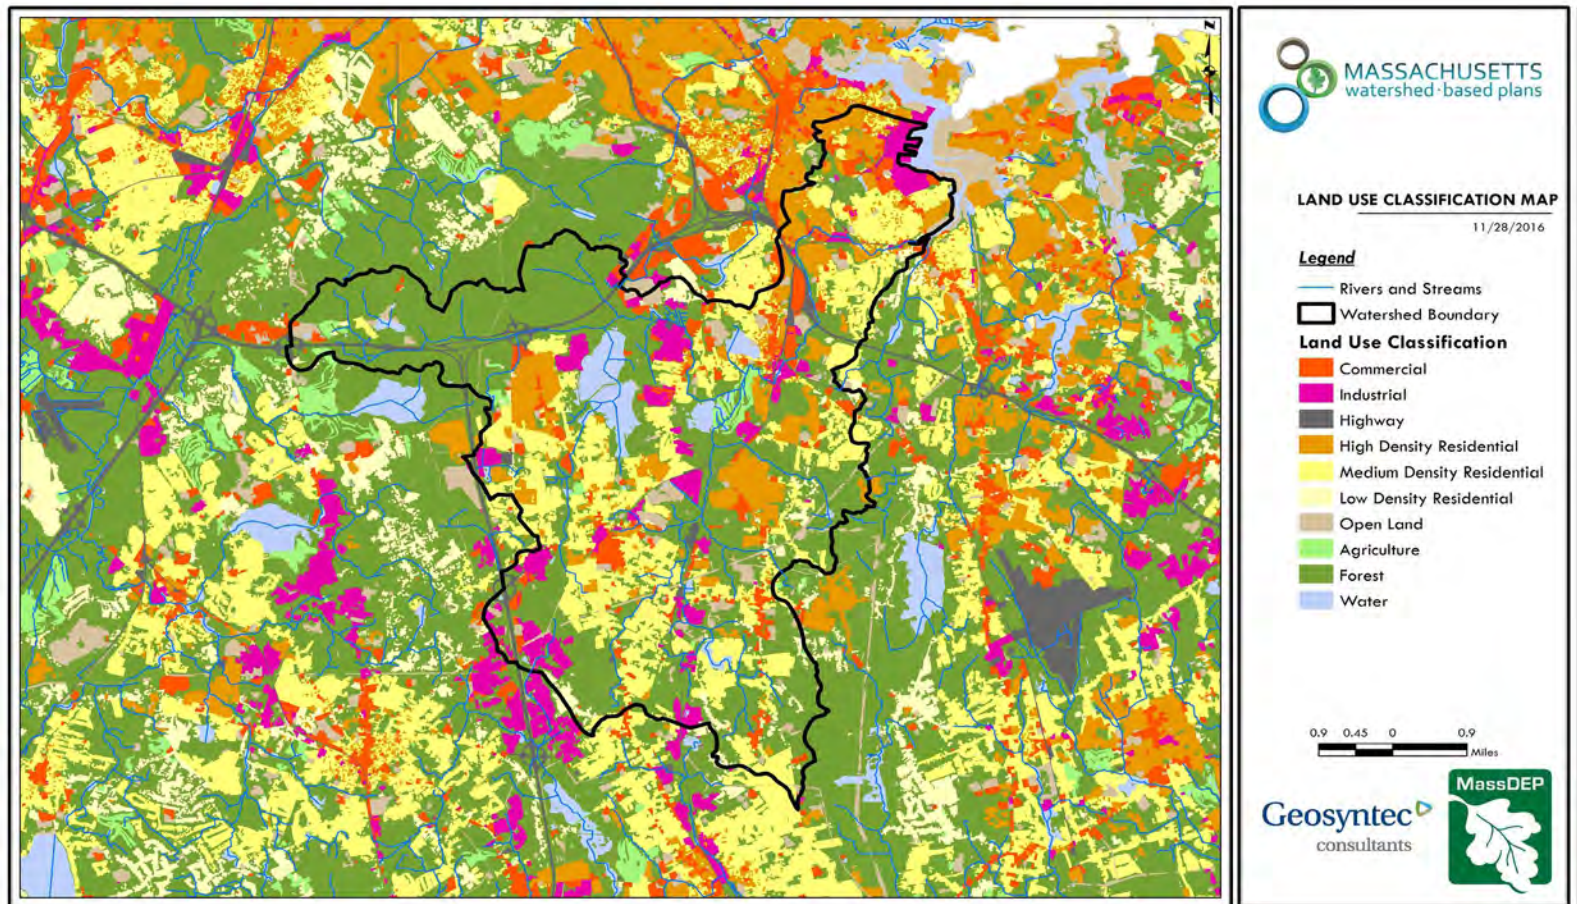 N
MASSACHUSETTS
watershed·based plans
LAND USE CLASSIFICATION MAP
11/28/2016
Legend
Rivers and Streams
Watershed Boundary
Land Use Classification
Commercial
Industrial
Highway
High Density Residential
Medium Density Residential
Low Density Residential
Open Land
Agriculture
Forest
Water
0.9 0.45 0 0.9
Miles
Geosyntec
consultants
MassDEP